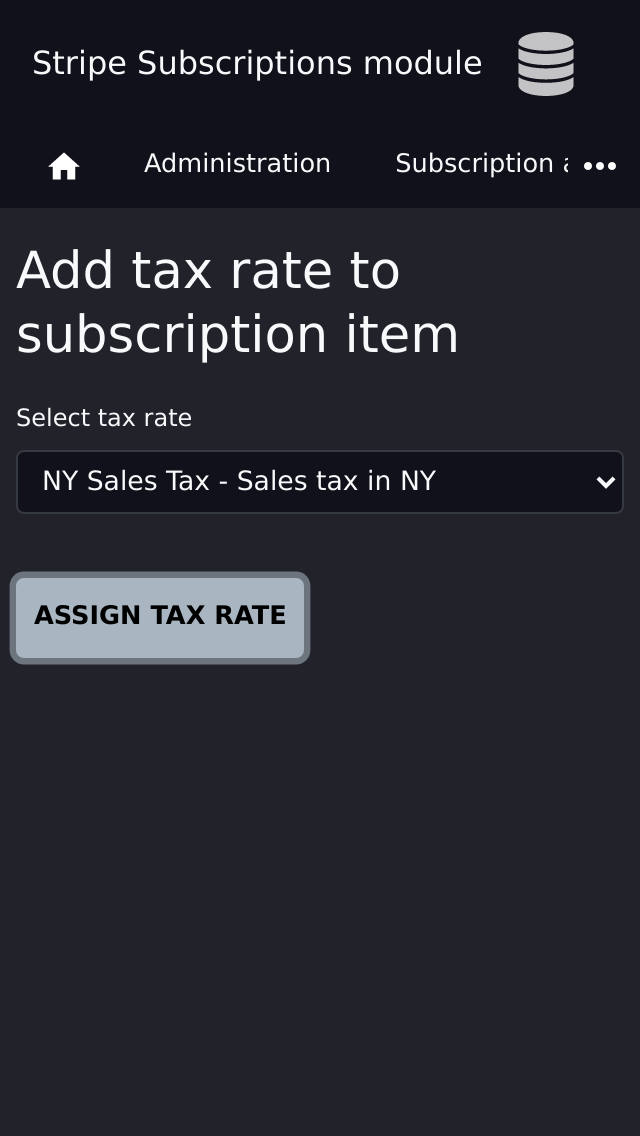 Stripe Subscriptions module
Administration
Subscription
Add tax rate to
subscription item
Select tax rate
NY Sales Tax - Sales tax in NY
ASSIGN TAX RATE